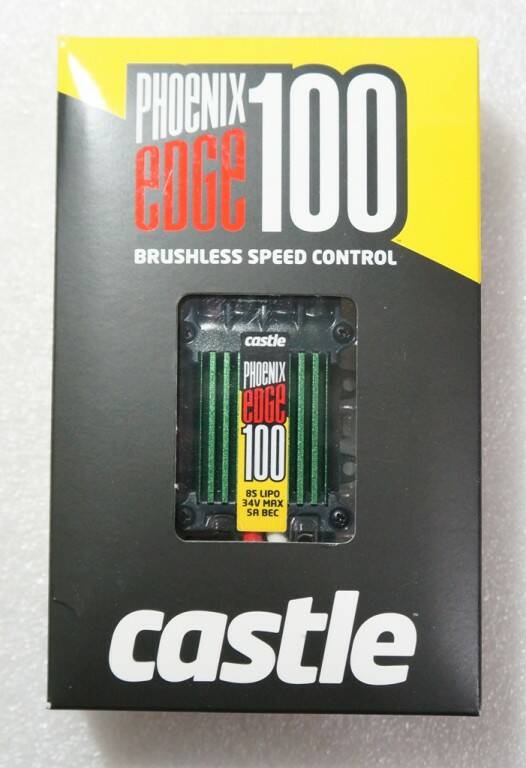 PHOENIX
EDGE 100
BRUSHLESS SPEED CONTROL
castle
PHOENIX
EDGE
100
8S LIPO
34V MAX
5A BEC
castle